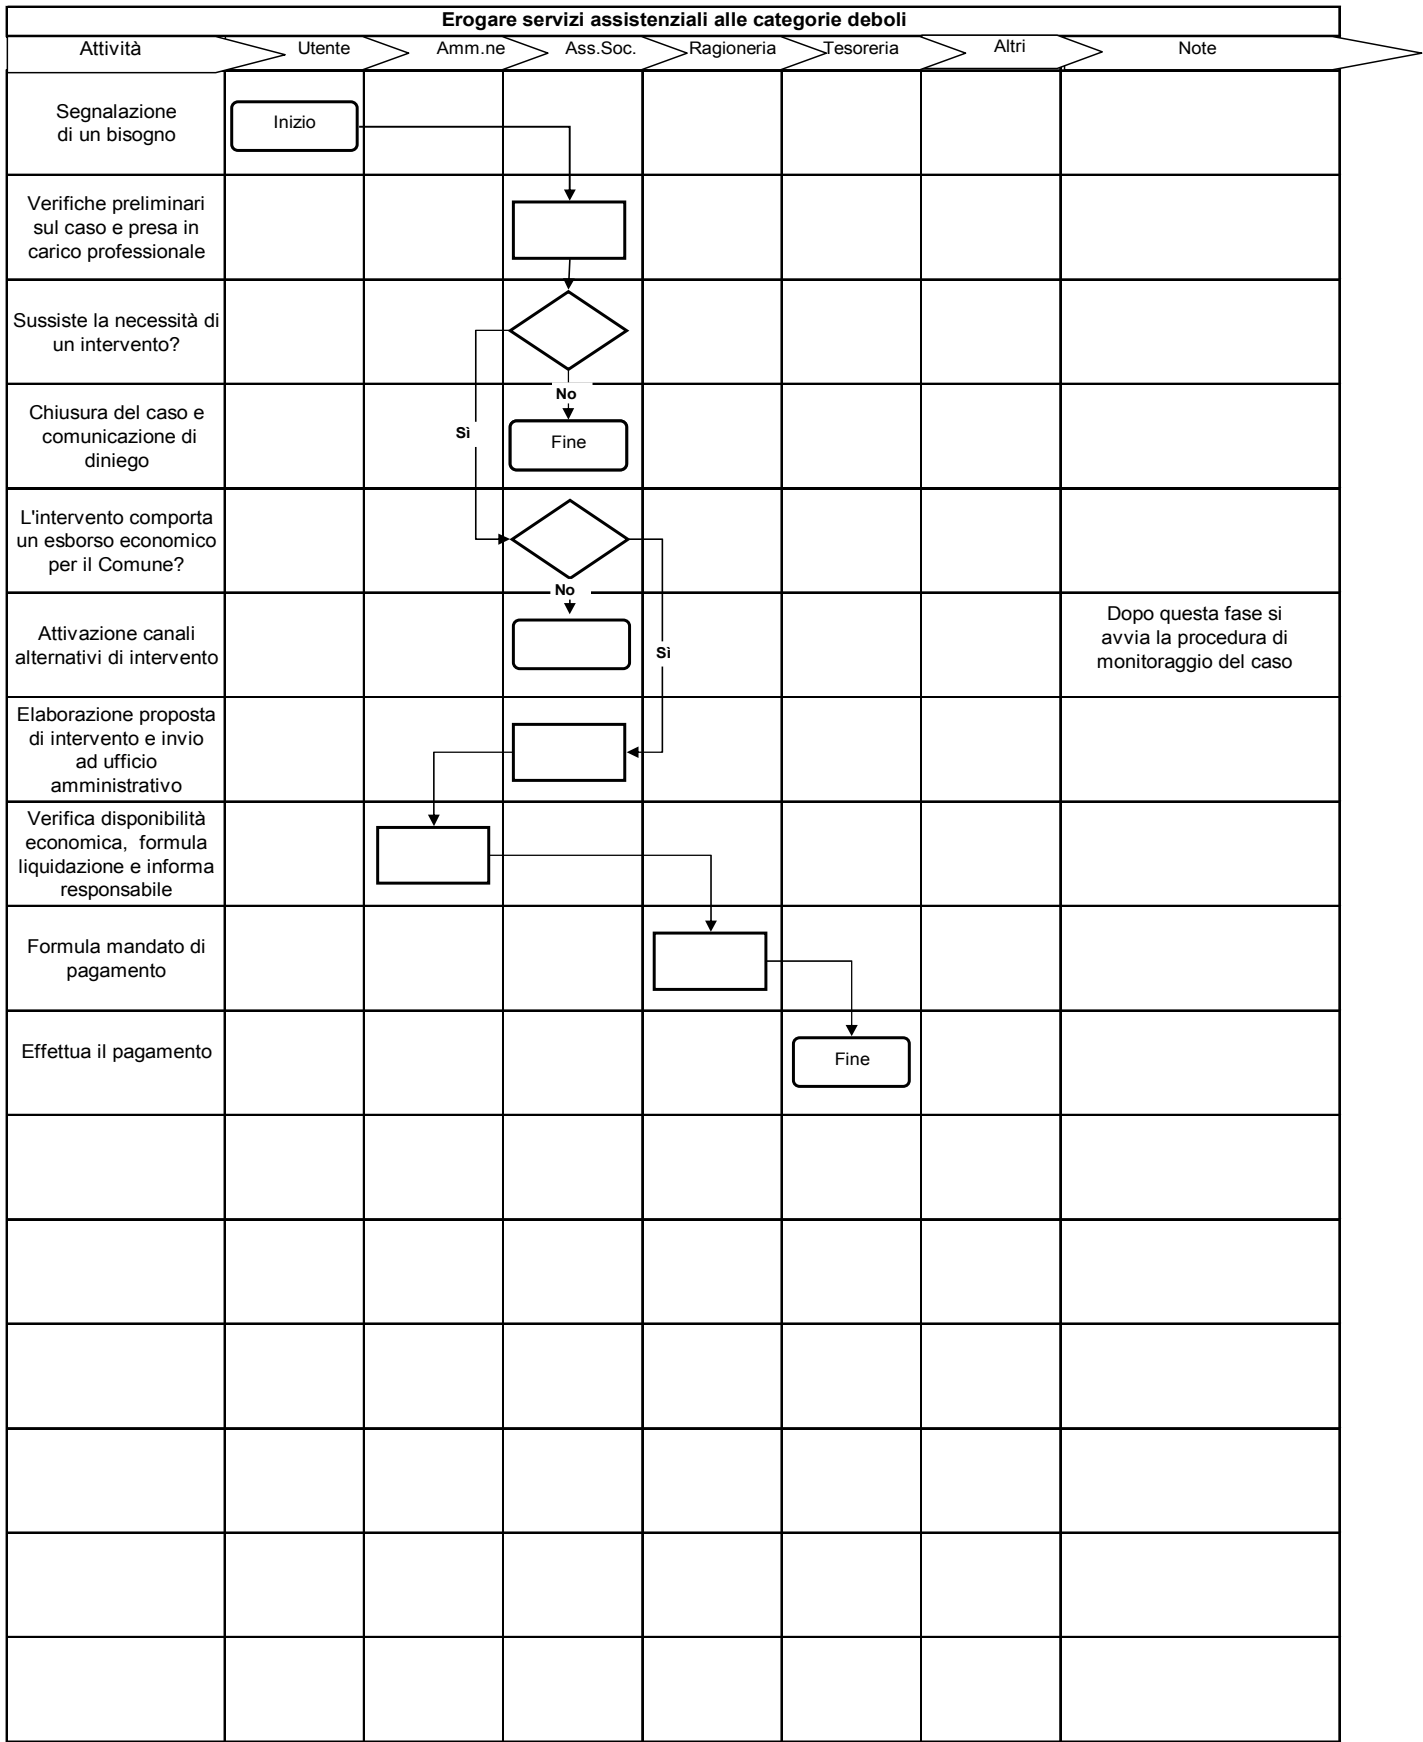 Erogare servizi assistenziali alle categorie deboli
Attività
Utente
Amm.ne
Ass.Soc.
Ragioneria
Tesoreria
Altri
Note
Segnalazione
di un bisogno
Inizio
Verifiche preliminari
sul caso e presa in
carico professionale
Sussiste la necessità di
un intervento?
No
Chiusura del caso e
comunicazione di
diniego
Sì
Fine
L'intervento comporta
un esborso economico
per il Comune?
No
Attivazione canali
alternativi di intervento
Sì
Dopo questa fase si
avvia la procedura di
monitoraggio del caso
Elaborazione proposta
di intervento e invio
ad ufficio
amministrativo
Verifica disponibilità
economica, formula
liquidazione e informa
responsabile
Formula mandato di
pagamento
Effettua il pagamento
Fine